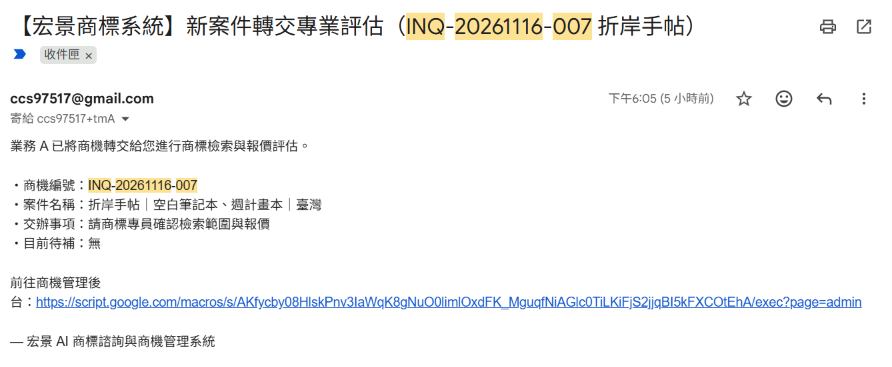 【宏景商標系統】新案件轉交專業評估（INQ-20261116-007 折岸手帖）
收件匣 ×
ccs97517@gmail.com
下午6:05 (5 小時前)
寄給 ccs97517+tmA
業務 A 已將商機轉交給您進行商標檢索與報價評估。
・商機編號：INQ-20261116-007
・案件名稱：折岸手帖｜空白筆記本、週計畫本｜臺灣
・交辦事項：請商標專員確認檢索範圍與報價
・目前待補：無
前往商機管理後
台：https://script.google.com/macros/s/AKfycby08HlskPnv3IaWqK8gNuO0limlOxdFK_MguqfNiAGlc0TiLKiFjS2jjqBI5kFXCOtEhA/exec?page=admin
— 宏景 AI 商標諮詢與商機管理系統